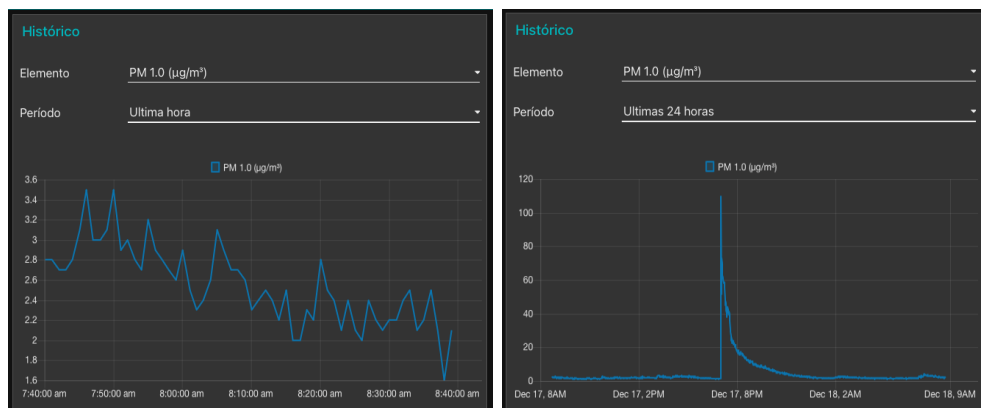 Histórico
Elemento PM 1.0 (µg/m³)
Período Ultima hora
PM 1.0 (µg/m³)
3.6
3.4
3.2
3
2.8
2.6
2.4
2.2
2
1.8
1.6
7:40:00 am 7:50:00 am 8:00:00 am 8:10:00 am 8:20:00 am 8:30:00 am 8:40:00 am
Histórico
Elemento PM 1.0 (µg/m³)
Período Ultimas 24 horas
PM 1.0 (µg/m³)
120
100
80
60
40
20
0
Dec 17, 8AM Dec 17, 2PM Dec 17, 8PM Dec 18, 2AM Dec 18, 9AM